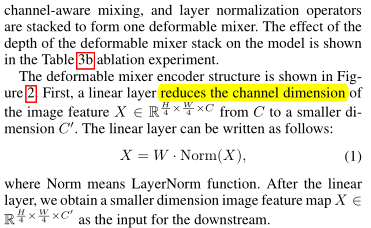 channel-aware mixing, and layer normalization operators
are stacked to form one deformable mixer. The effect of the
depth of the deformable mixer stack on the model is shown
in the Table 3b ablation experiment.
The deformable mixer encoder structure is shown in Fig-
ure 2. First, a linear layer reduces the channel dimension of
the image feature X ∈ ℝ^{H/4 × W/4 × C} from C to a smaller di-
mension C′. The linear layer can be written as follows:
X = W · Norm(X), (1)
where Norm means LayerNorm function. After the linear
layer, we obtain a smaller dimension image feature map X ∈
ℝ^{H/4 × W/4 × C′} as the input for the downstream.